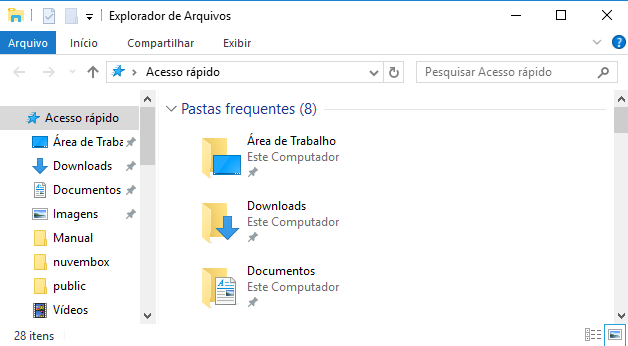 Explorador de Arquivos
Arquivo Início Compartilhar Exibir
Acesso rápido Pesquisar Acesso rápido
Acesso rápido
Área de Traba
Downloads
Documentos
Imagens
Manual
nuvembox
public
Vídeos
Pastas frequentes (8)
Área de Trabalho
Este Computador
Downloads
Este Computador
Documentos
Este Computador
28 itens